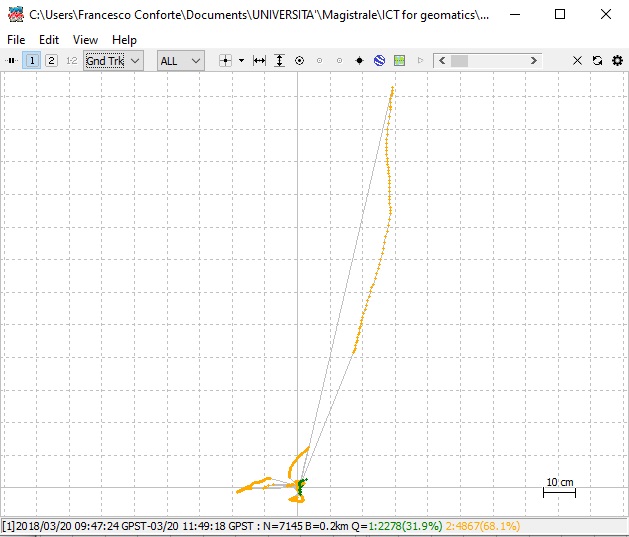 C:\Users\Francesco Conforte\Documents\UNIVERSITA'\Magistrale\ICT for geomatics\...
File Edit View Help
1 2 1-2 Gnd Trk ALL
10 cm
[1]2018/03/20 09:47:24 GPST-03/20 11:49:18 GPST : N=7145 B=0.2km Q=1:2278(31.9%) 2:4867(68.1%)